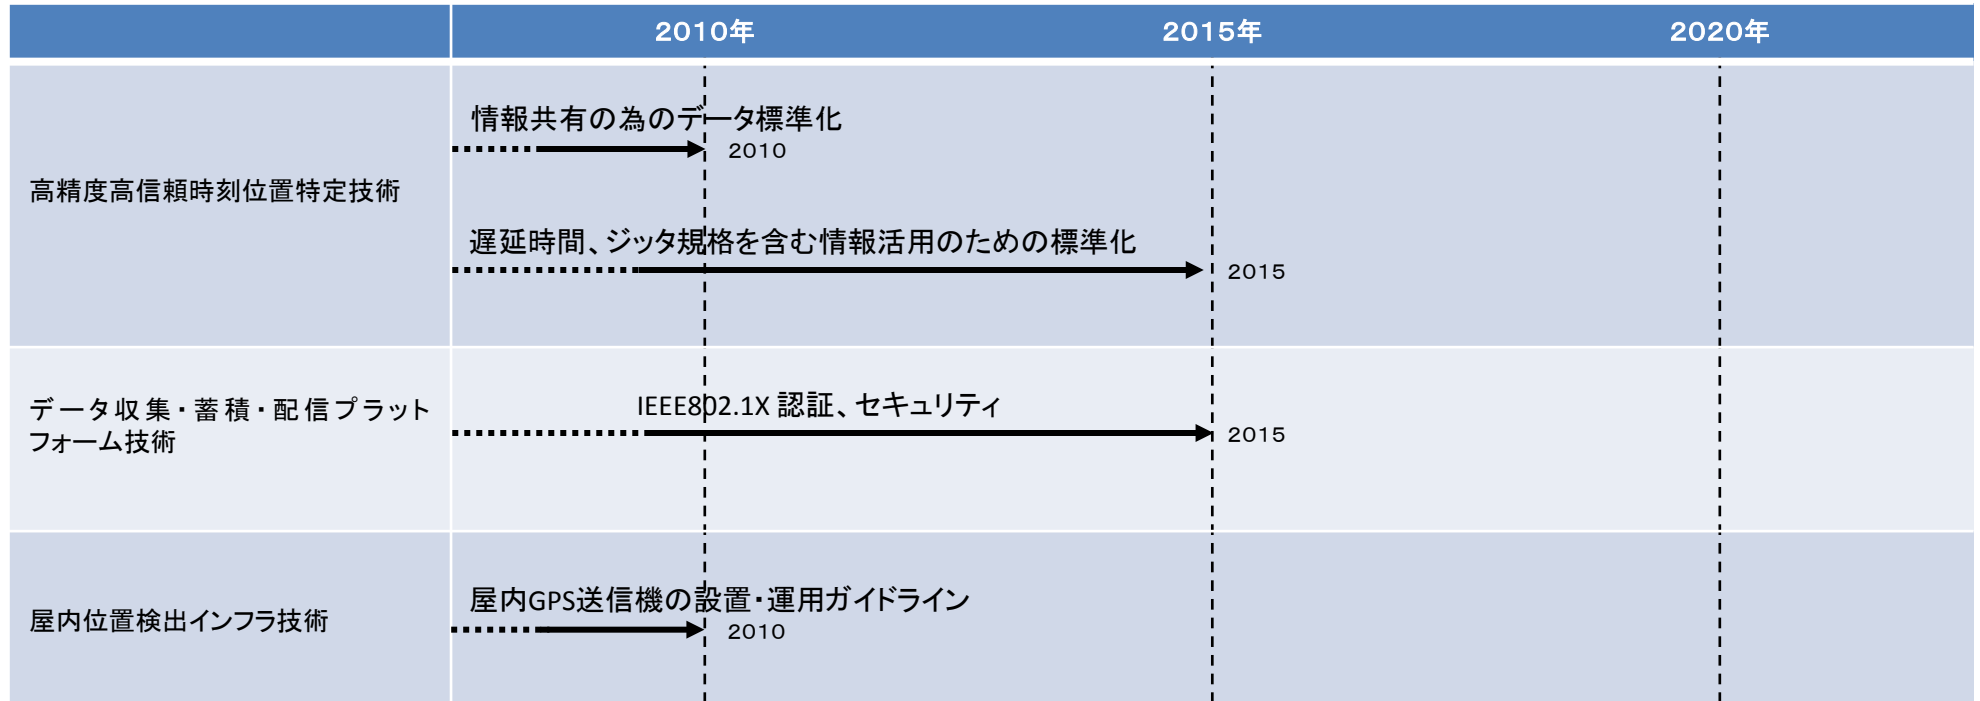 2010年 2015年 2020年
情報共有の為のデータ標準化
2010
高精度高信頼時刻位置特定技術
遅延時間、ジッタ規格を含む情報活用のための標準化
2015
データ収集・蓄積・配信プラット
フォーム技術
IEEE802.1X 認証、セキュリティ
2015
屋内位置検出インフラ技術
屋内GPS送信機の設置・運用ガイドライン
2010